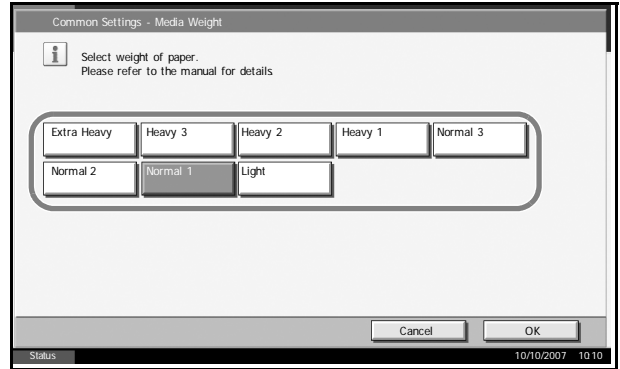 Common Settings - Media Weight
Select weight of paper.
Please refer to the manual for details.
Extra Heavy Heavy 3 Heavy 2 Heavy 1 Normal 3
Normal 2 Normal 1 Light
Cancel OK
Status 10/10/2007 10:10